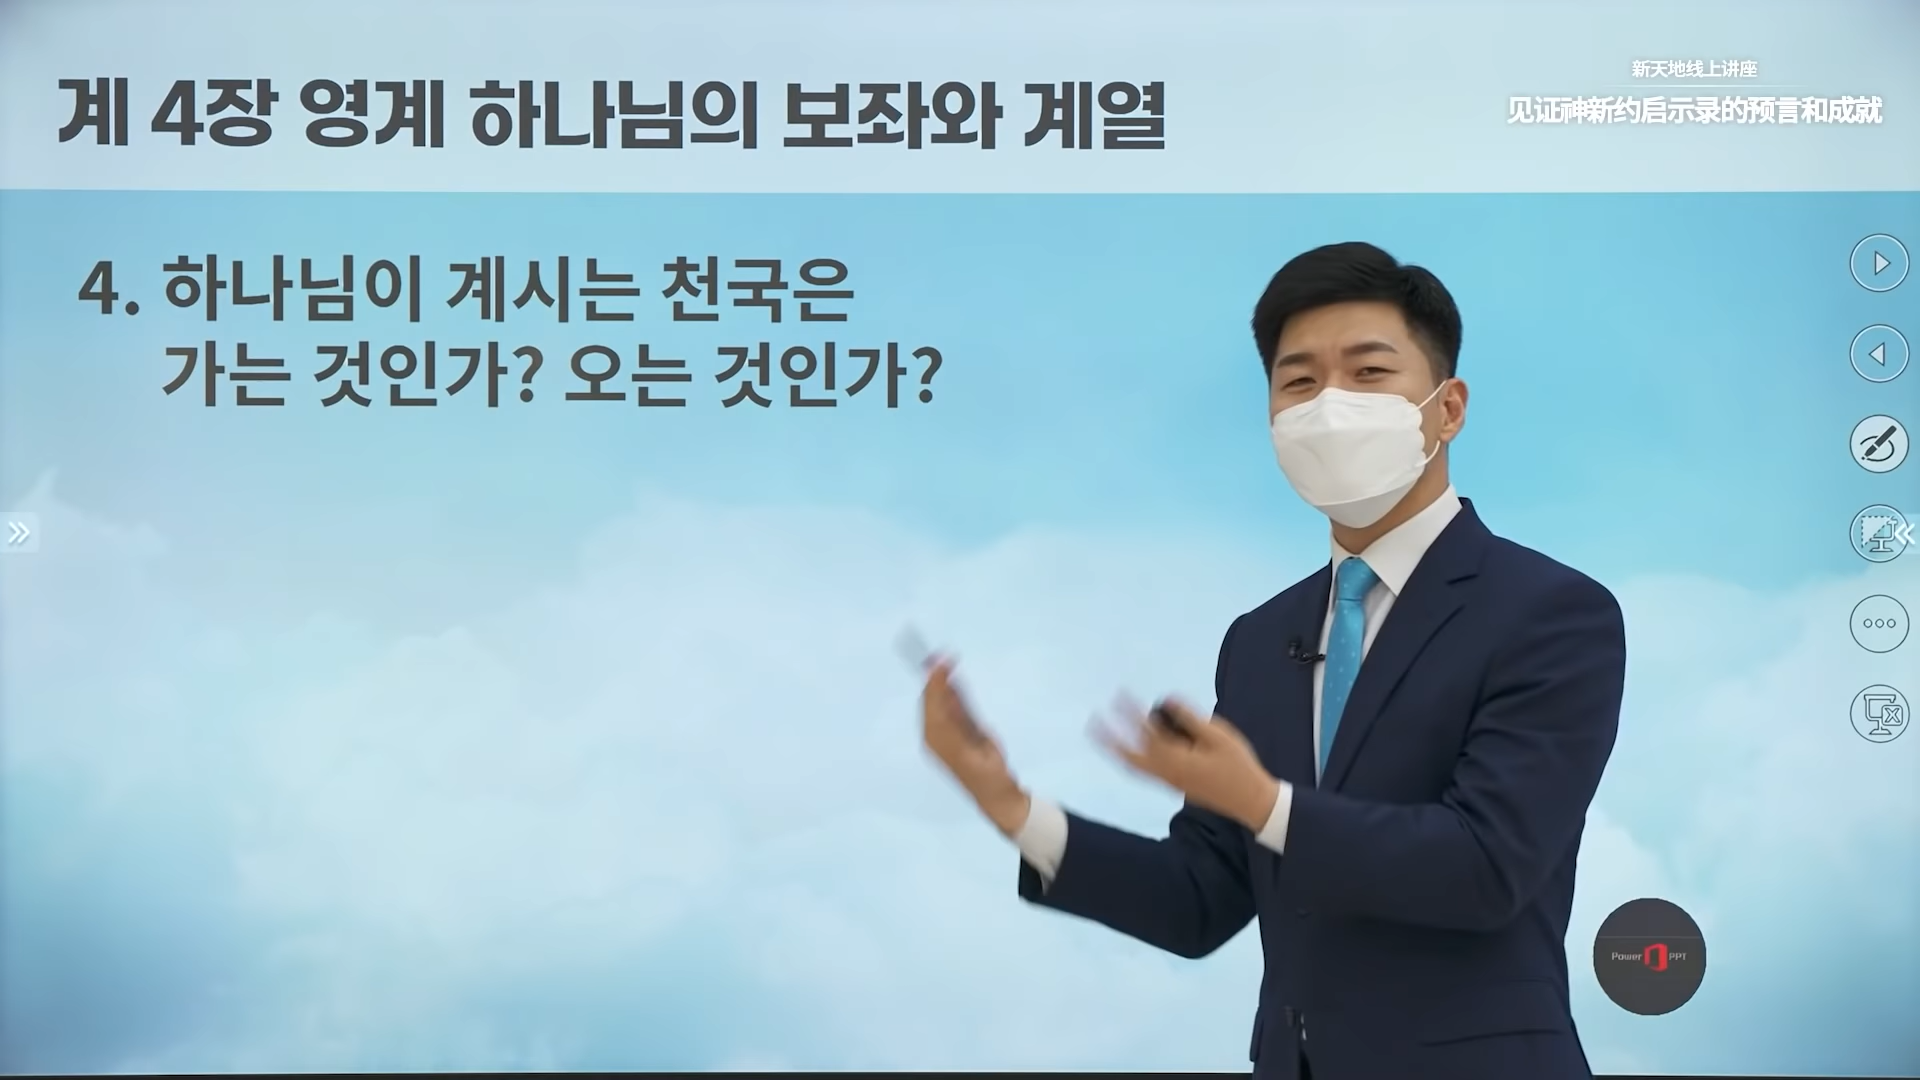 계 4장 영계 하나님의 보좌와 계열
新天地线上讲座
见证神新约启示录的预言和成就
4. 하나님이 계시는 천국은
가는 것인가? 오는 것인가?
Power PPT